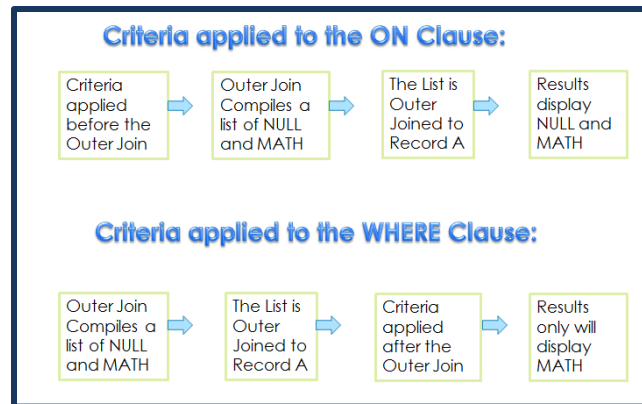 Criteria applied to the ON Clause:
Criteria
applied
before the
Outer Join
Outer Join
Compiles a
list of NULL
and MATH
The List is
Outer
Joined to
Record A
Results
display
NULL and
MATH
Criteria applied to the WHERE Clause:
Outer Join
Compiles a
list of NULL
and MATH
The List is
Outer
Joined to
Record A
Criteria
applied
after the
Outer Join
Results
only will
display
MATH